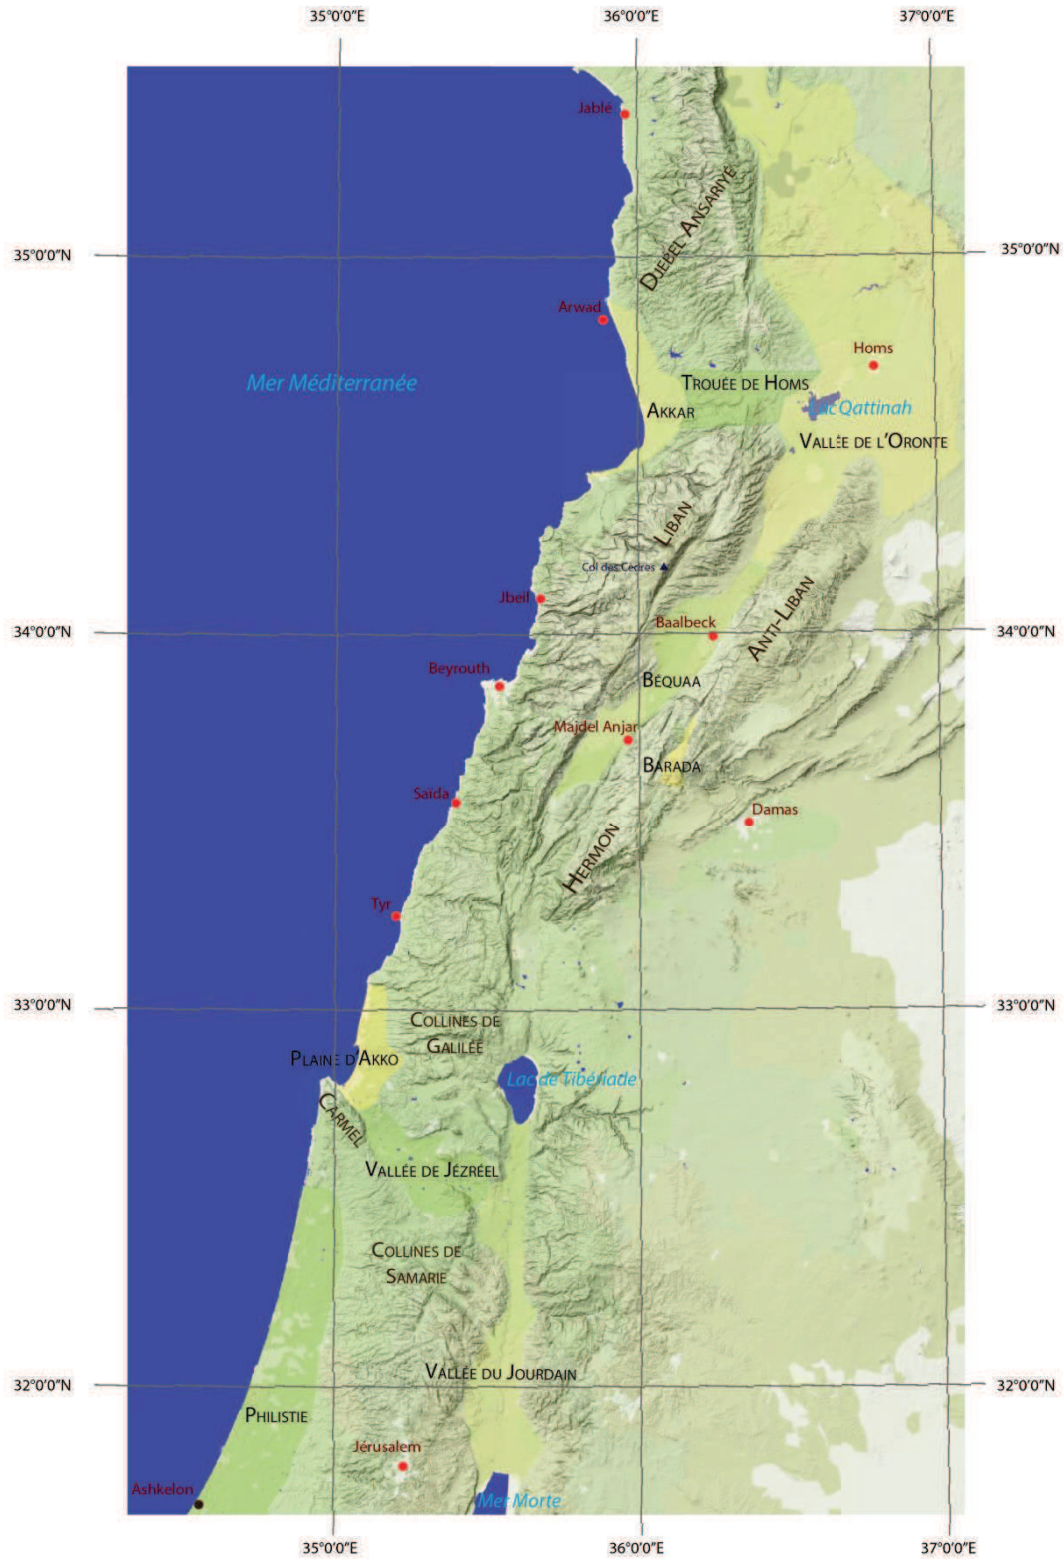 35°0'0"E
36°0'0"E
37°0'0"E
Jablé
DJEBEL ANSARIYÉ
35°0'0"N
35°0'0"N
Arwad
Homs
Mer Méditerranée
TROUÉE DE HOMS
AKKAR
Lac Qattinah
VALLÉE DE L'ORONTE
LIBAN
Col des Cèdres
Jbeil
ANTI-LIBAN
Baalbeck
34°0'0"N
34°0'0"N
Beyrouth
BÉQUAA
Majdel Anjar
BARADA
Saïda
Damas
HERMON
Tyr
33°0'0"N
33°0'0"N
COLLINES DE
GALILÉE
PLAINE D'AKKO
Lac de Tibériade
CARMEL
VALLÉE DE JÉZRÉEL
COLLINES DE
SAMARIE
VALLÉE DU JOURDAIN
32°0'0"N
32°0'0"N
PHILISTIE
Jérusalem
Ashkelon
Mer Morte
35°0'0"E
36°0'0"E
37°0'0"E